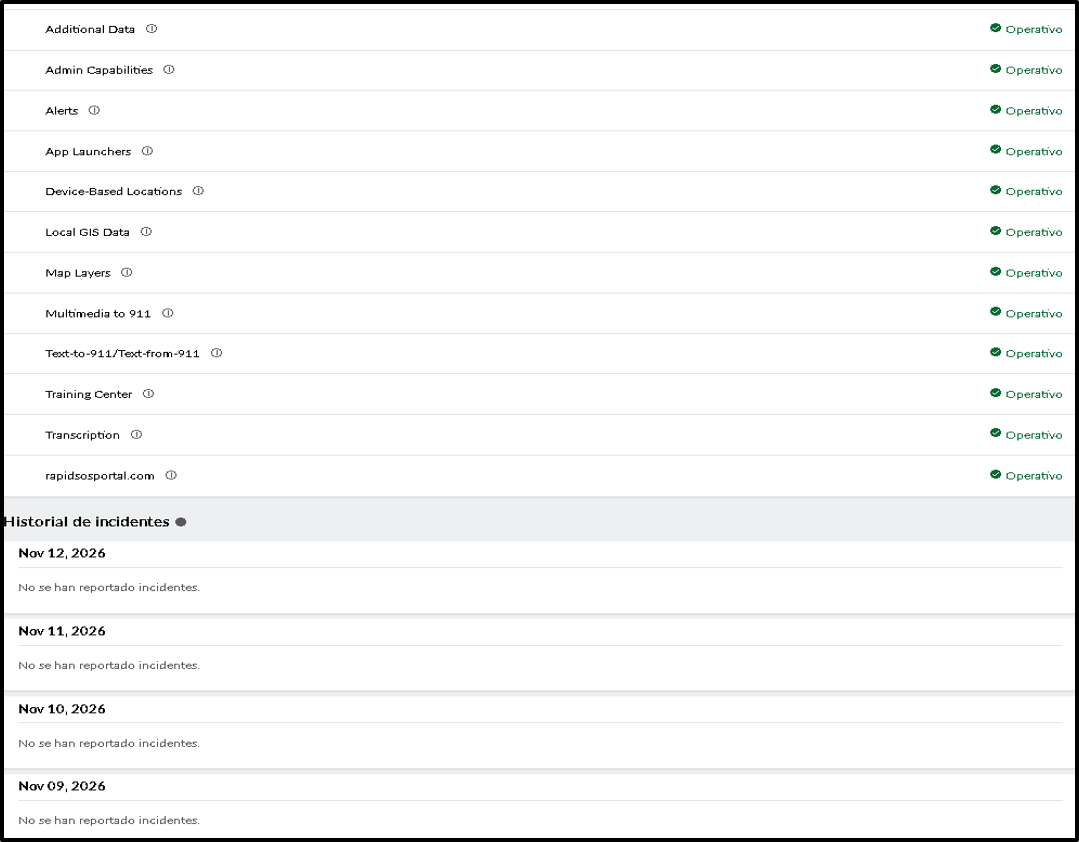 Additional Data Operativo
Admin Capabilities Operativo
Alerts Operativo
App Launchers Operativo
Device-Based Locations Operativo
Local GIS Data Operativo
Map Layers Operativo
Multimedia to 911 Operativo
Text-to-911/Text-from-911 Operativo
Training Center Operativo
Transcription Operativo
rapidsosportal.com Operativo
Historial de incidentes
Nov 12, 2026
No se han reportado incidentes.
Nov 11, 2026
No se han reportado incidentes.
Nov 10, 2026
No se han reportado incidentes.
Nov 09, 2026
No se han reportado incidentes.